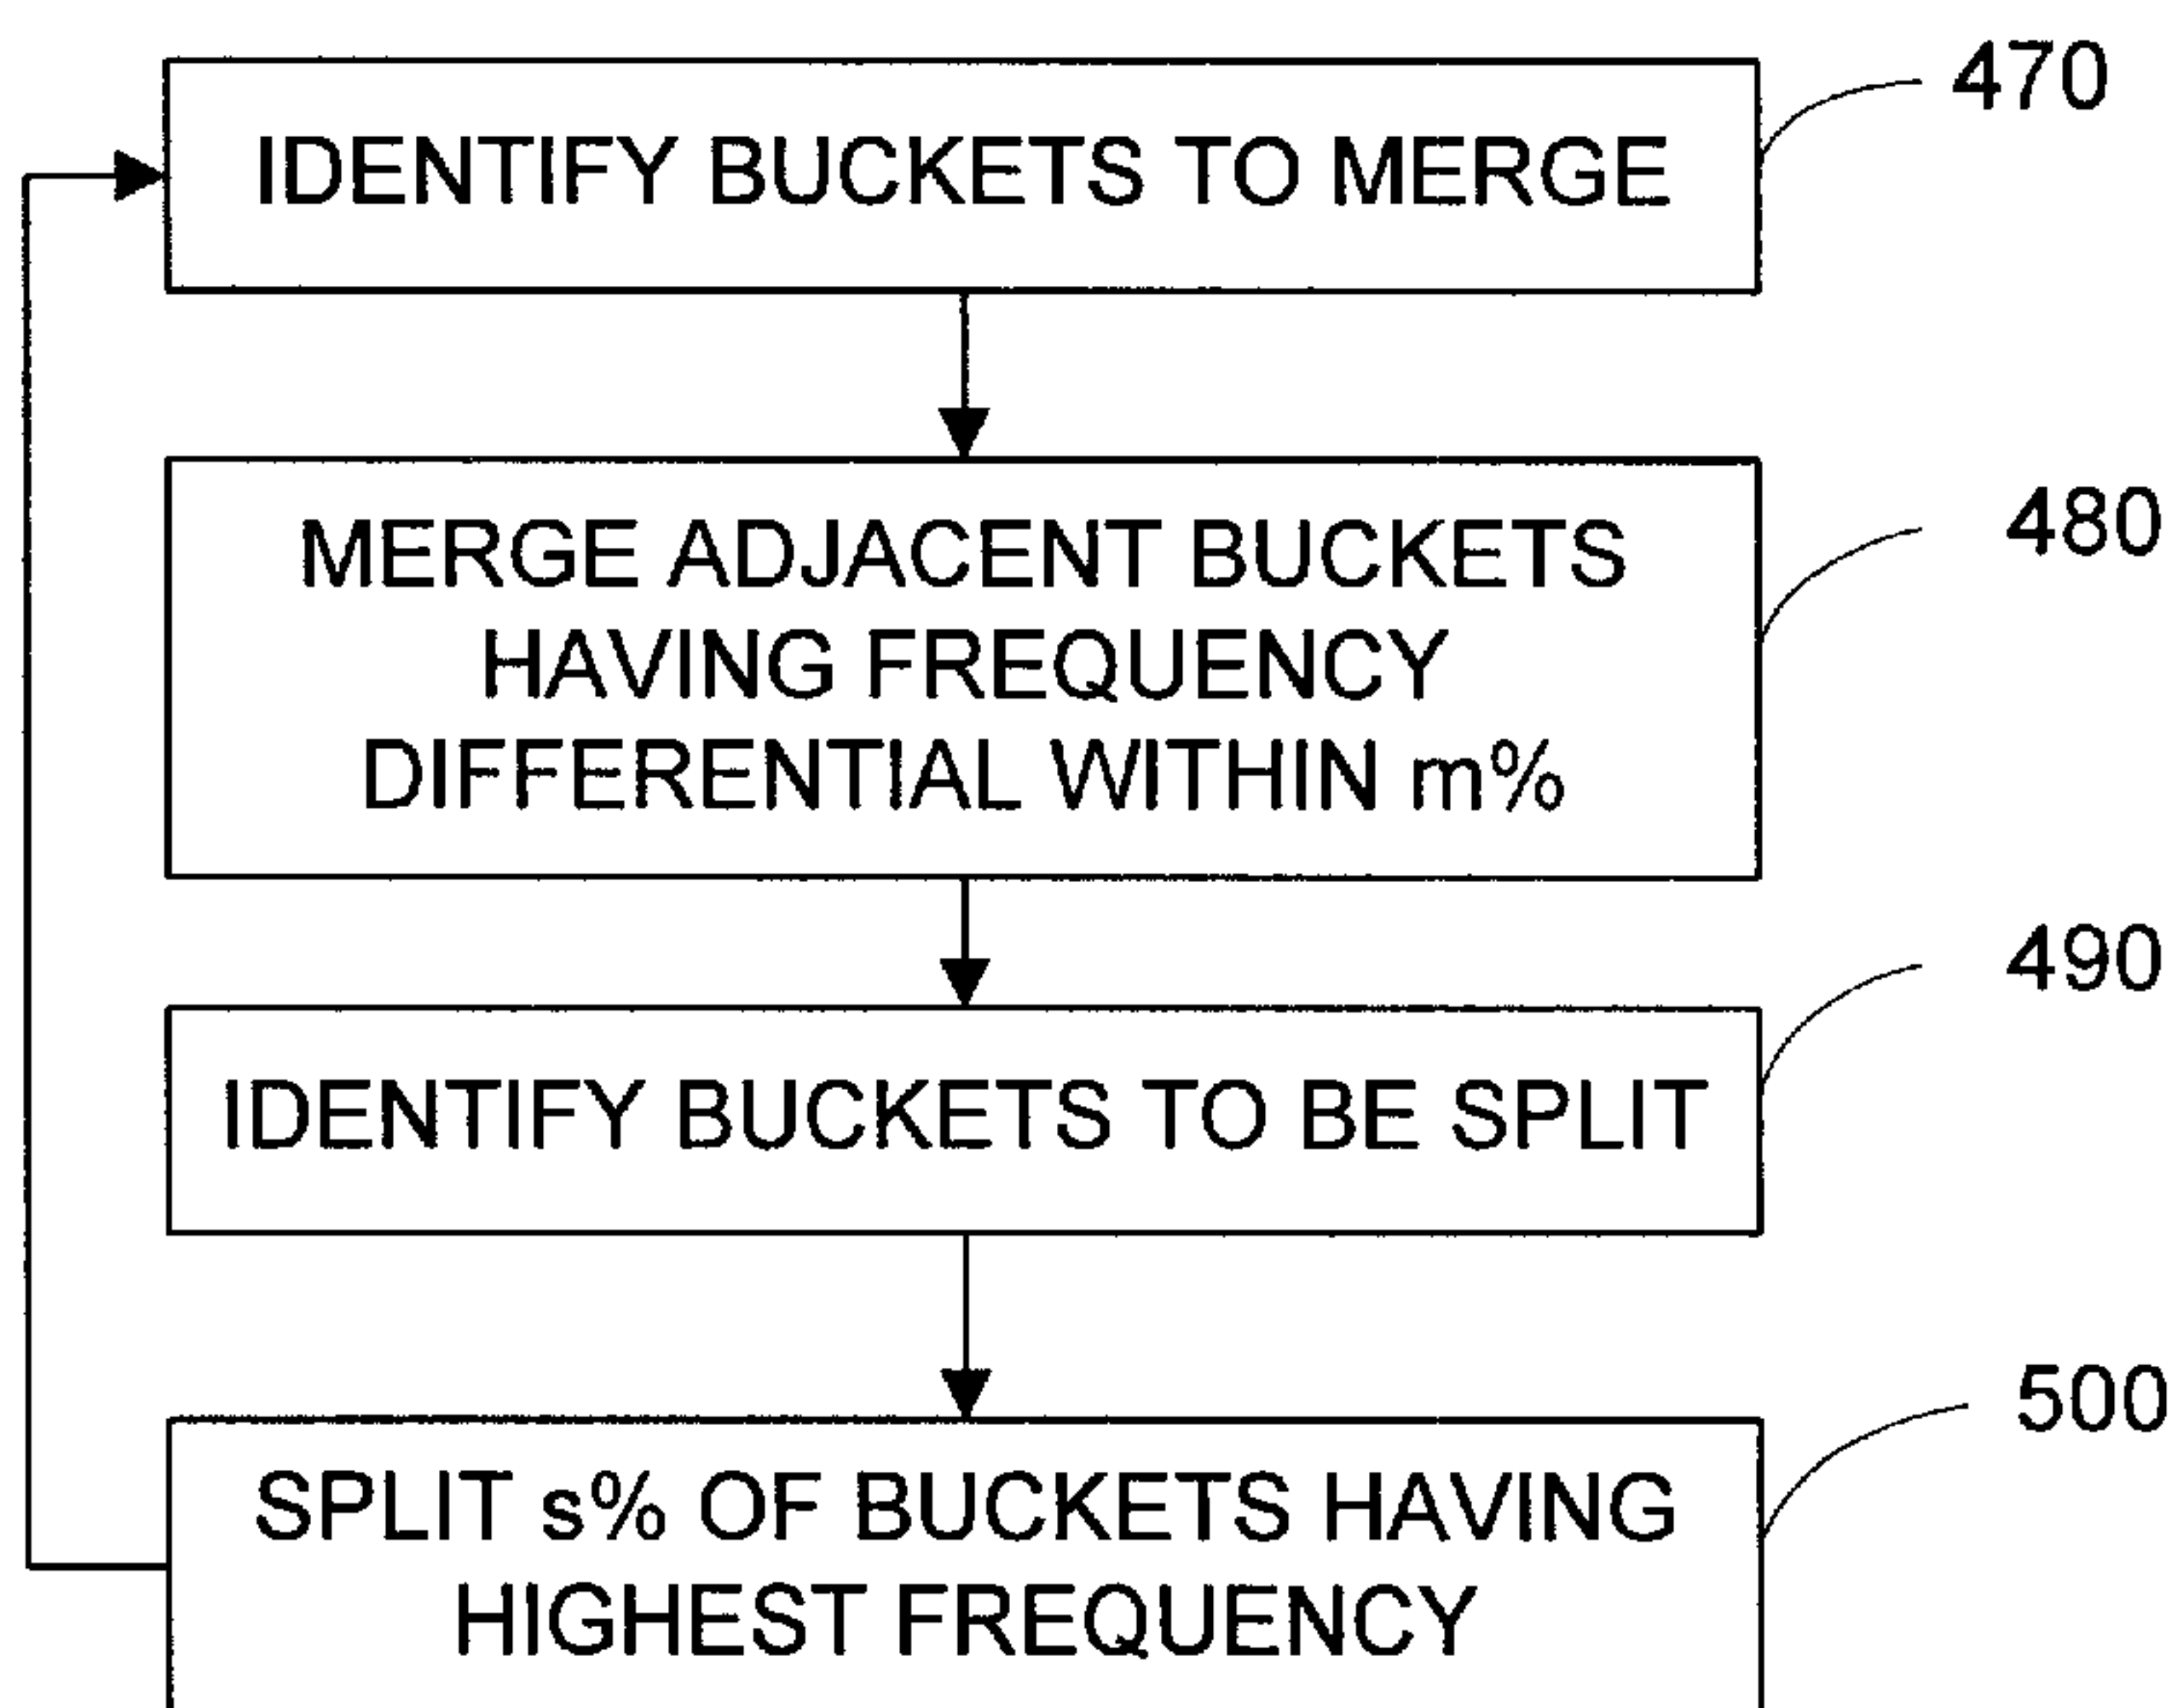 470
IDENTIFY BUCKETS TO MERGE
480
MERGE ADJACENT BUCKETS
HAVING FREQUENCY
DIFFERENTIAL WITHIN m%
490
IDENTIFY BUCKETS TO BE SPLIT
500
SPLIT s% OF BUCKETS HAVING
HIGHEST FREQUENCY